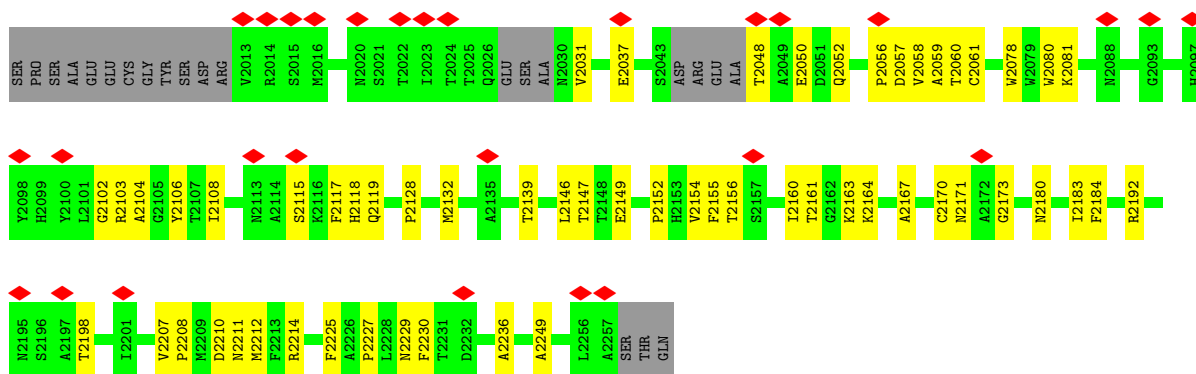 SER PRO SER ALA GLU GLU CYS GLY TYR SER ASP ARG V2013 R2014 S2015 M2016 N2020 S2021 T2022 I2023 T2024 T2025 Q2026 GLU SER ALA N2030 V2031 E2037 S2043 ASP ARG GLU ALA T2048 A2049 E2050 D2051 Q2052 P2056 D2057 V2058 A2059 T2060 C2061 W2078 W2079 W2080 K2081 N2088 G2093 H2097
Y2098 H2099 Y2100 L2101 G2102 R2103 A2104 G2105 Y2106 T2107 I2108 N2113 A2114 S2115 K2116 F2117 H2118 Q2119 P2128 M2132 A2135 T2139 L2146 T2147 T2148 E2149 P2152 H2153 V2154 F2155 T2156 S2157 I2160 T2161 G2162 K2163 K2164 A2167 C2170 N2171 A2172 G2173 N2180 I2183 F2184 R2192
N2195 S2196 A2197 T2198 I2201 V2207 P2208 M2209 D2210 N2211 M2212 F2213 R2214 F2225 A2226 P2227 L2228 N2229 F2230 T2231 D2232 A2236 A2249 L2256 A2257 SER THR GLN